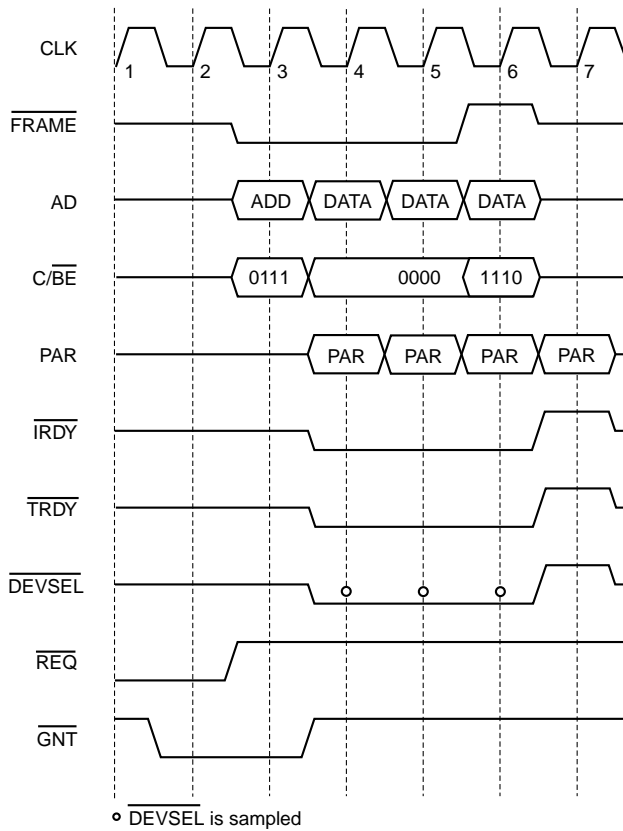 CLK
1 2 3 4 5 6 7
FRAME
AD ADD DATA DATA DATA
C/BE 0111 0000 1110
PAR PAR PAR PAR PAR
IRDY
TRDY
DEVSEL
REQ
GNT
DEVSEL is sampled